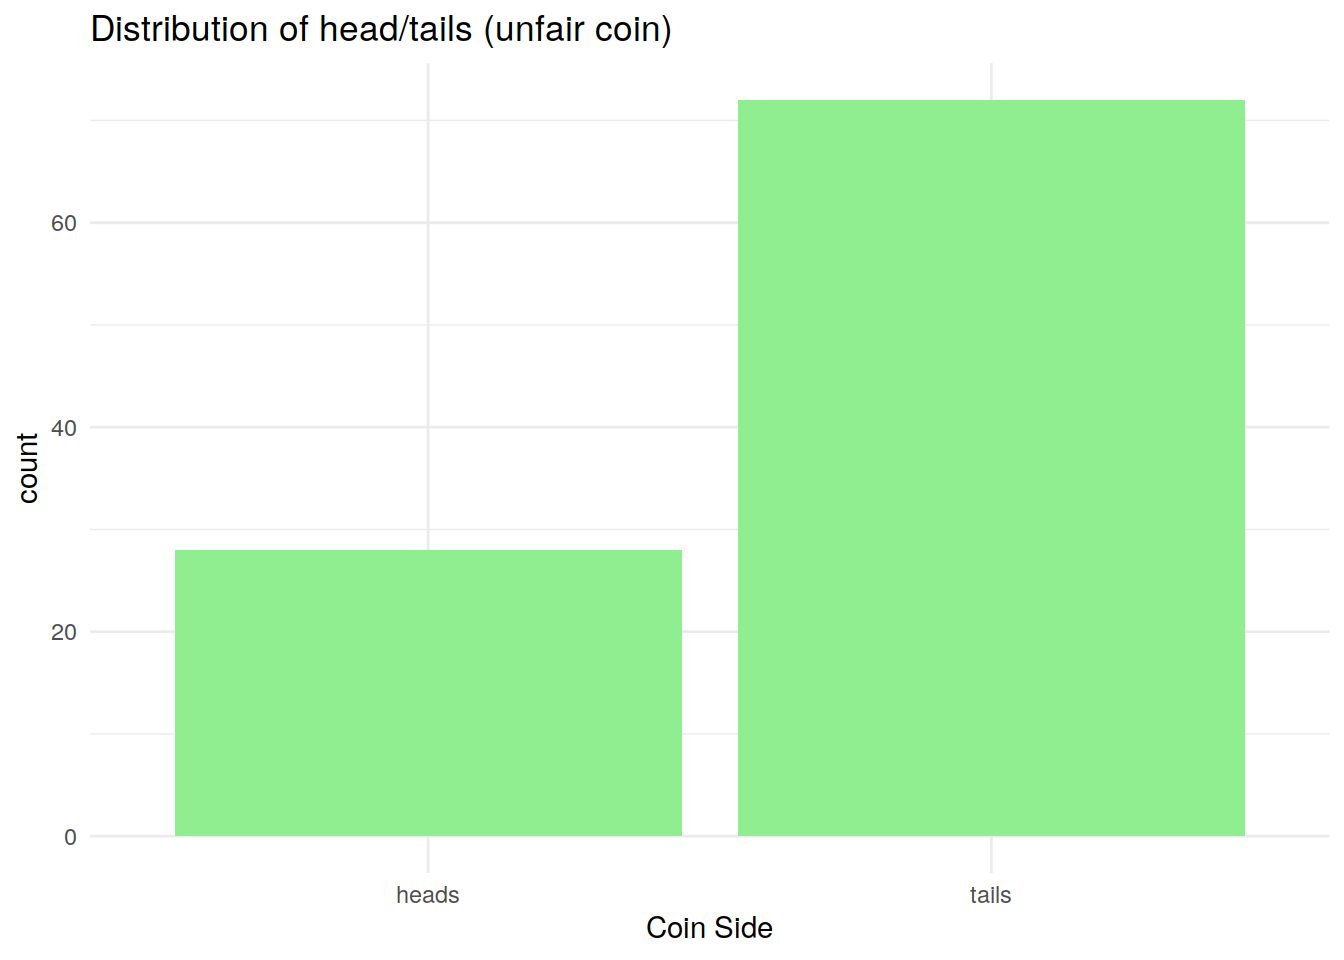 Distribution of head/tails (unfair coin)
60
40
20
0
count
heads
tails
Coin Side